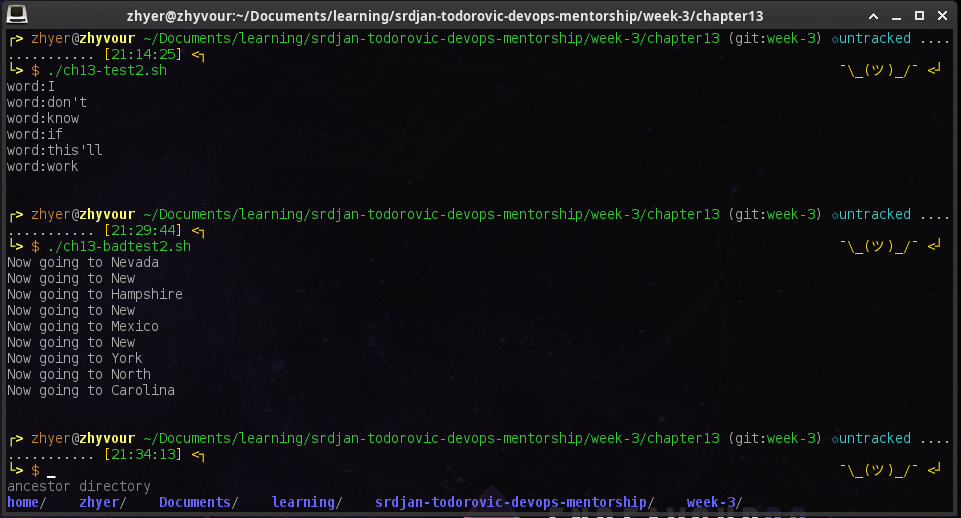 zhyer@zhyvour:~/Documents/learning/srdjan-todorovic-devops-mentorship/week-3/chapter13
┌> zhyer@zhyvour ~/Documents/learning/srdjan-todorovic-devops-mentorship/week-3/chapter13 (git:week-3) ✩untracked ....
........... [21:14:25] <┐
└> $ ./ch13-test2.sh ¯\_(ツ)_/¯ <┘
word:I
word:don't
word:know
word:if
word:this'll
word:work
┌> zhyer@zhyvour ~/Documents/learning/srdjan-todorovic-devops-mentorship/week-3/chapter13 (git:week-3) ✩untracked ....
........... [21:29:44] <┐
└> $ ./ch13-badtest2.sh ¯\_(ツ)_/¯ <┘
Now going to Nevada
Now going to New
Now going to Hampshire
Now going to New
Now going to Mexico
Now going to New
Now going to York
Now going to North
Now going to Carolina
┌> zhyer@zhyvour ~/Documents/learning/srdjan-todorovic-devops-mentorship/week-3/chapter13 (git:week-3) ✩untracked ....
........... [21:34:13] <┐
└> $ _ ¯\_(ツ)_/¯ <┘
ancestor directory
home/ zhyer/ Documents/ learning/ srdjan-todorovic-devops-mentorship/ week-3/